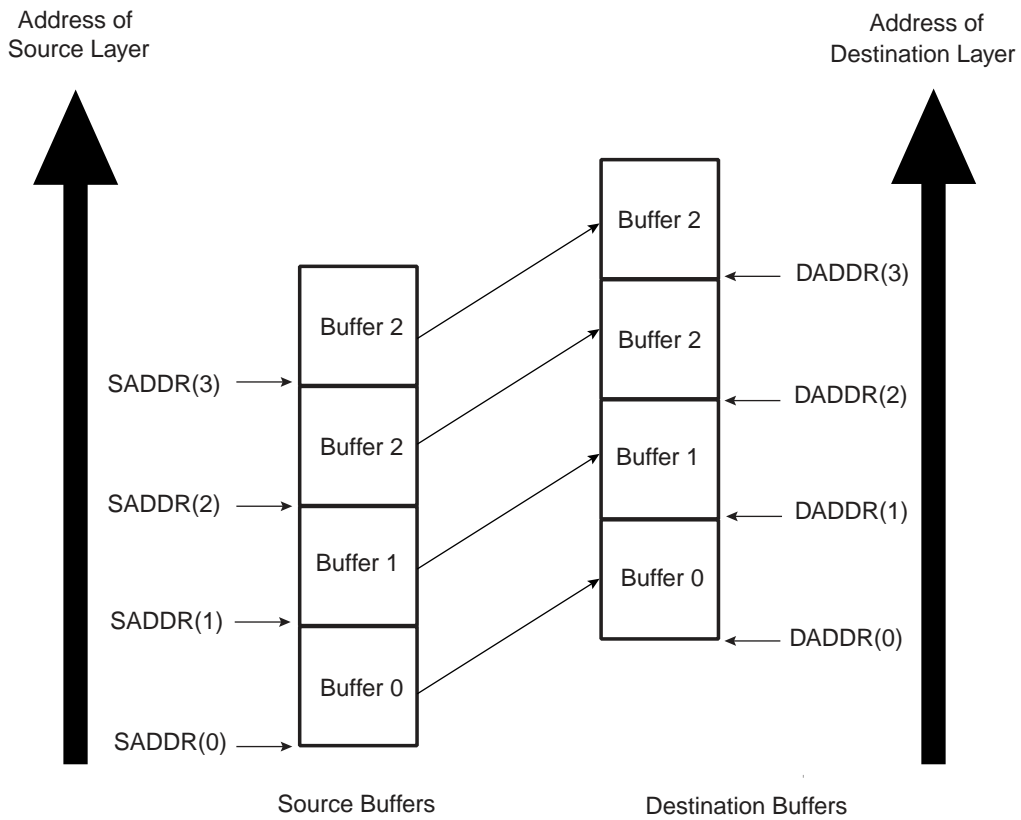 Address of
Source Layer
Address of
Destination Layer
Buffer 2
Buffer 2
DADDR(3)
Buffer 2
SADDR(3)
DADDR(2)
Buffer 2
Buffer 1
SADDR(2)
DADDR(1)
Buffer 1
Buffer 0
SADDR(1)
DADDR(0)
Buffer 0
SADDR(0)
Source Buffers
Destination Buffers